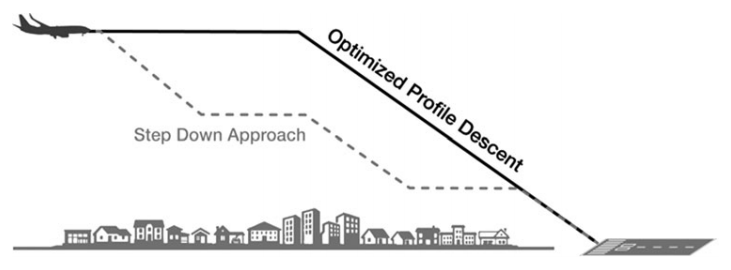 Optimized Profile Descent
Step Down Approach